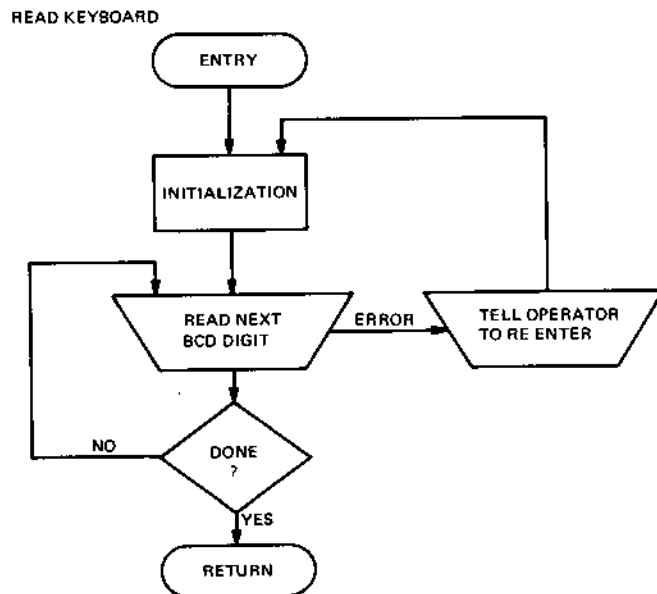 READ KEYBOARD
ENTRY
INITIALIZATION
READ NEXT
BCD DIGIT
ERROR
TELL OPERATOR
TO RE ENTER
NO
DONE
?
YES
RETURN